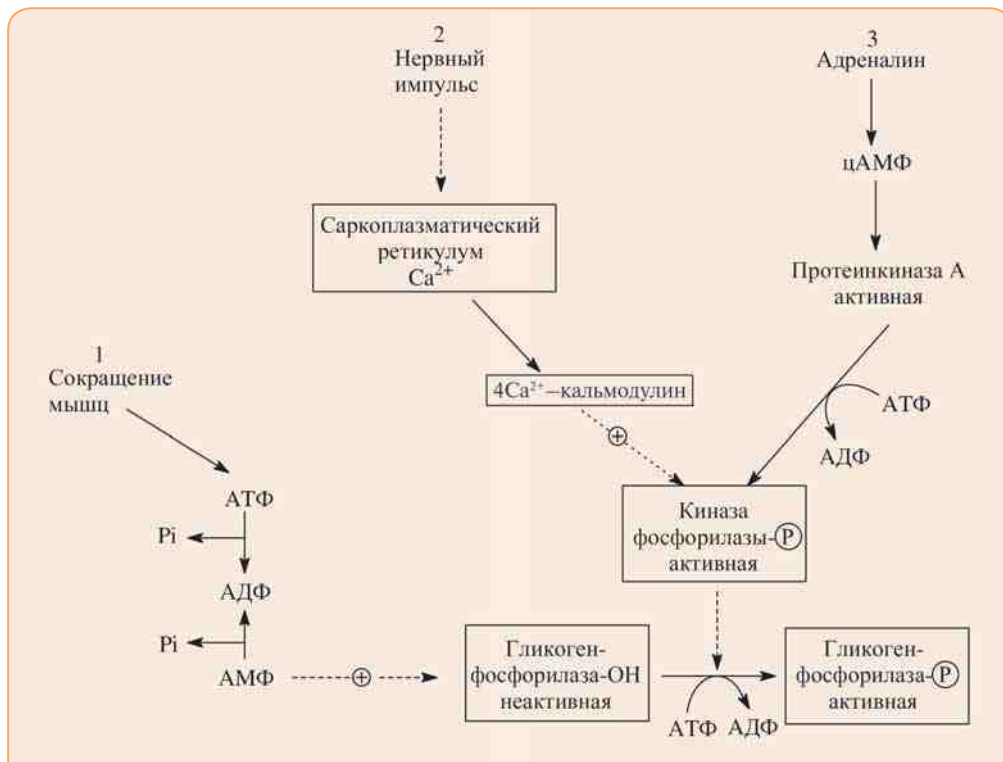 2
Нервный
импульс
3
Адреналин
цАМФ
Саркоплазматический
ретикулум
Ca²⁺
Протеинкиназа А
активная
1
Сокращение
мышц
4Ca²⁺–кальмодулин
+
АТФ
АДФ
АТФ
Pi
АДФ
Pi
АМФ
+
Киназа
фосфорилазы-P
активная
Гликоген-
фосфорилаза-ОН
неактивная
АТФ АДФ
Гликоген-
фосфорилаза-P
активная